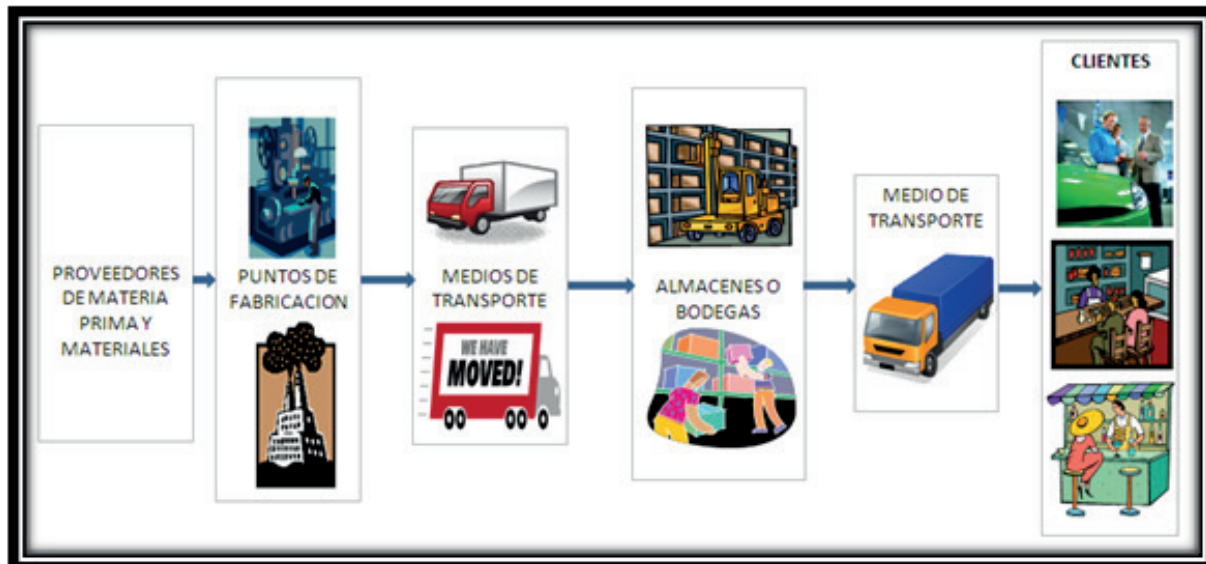 PROVEEDORES
DE MATERIA
PRIMA Y
MATERIALES
PUNTOS DE
FABRICACION
MEDIOS DE
TRANSPORTE
WE HAVE
MOVED!
ALMACENES O
BODEGAS
MEDIO DE
TRANSPORTE
CLIENTES